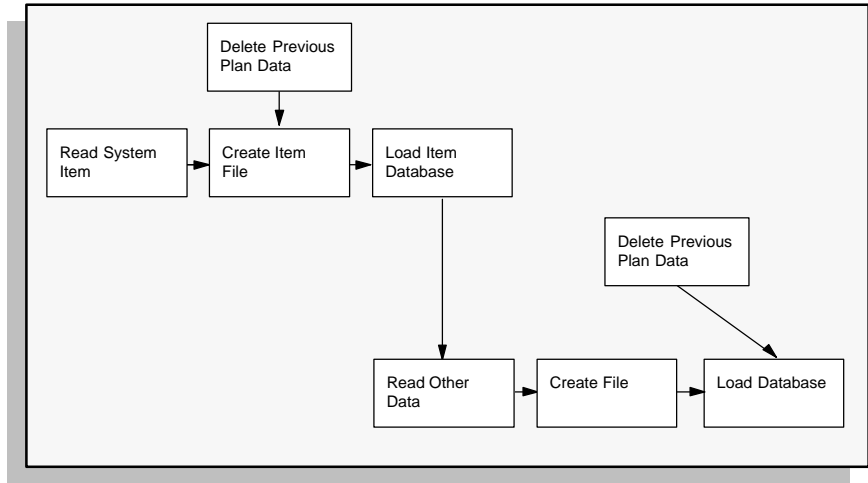 Delete Previous
Plan Data
Read System
Item
Create Item
File
Load Item
Database
Delete Previous
Plan Data
Read Other
Data
Create File
Load Database